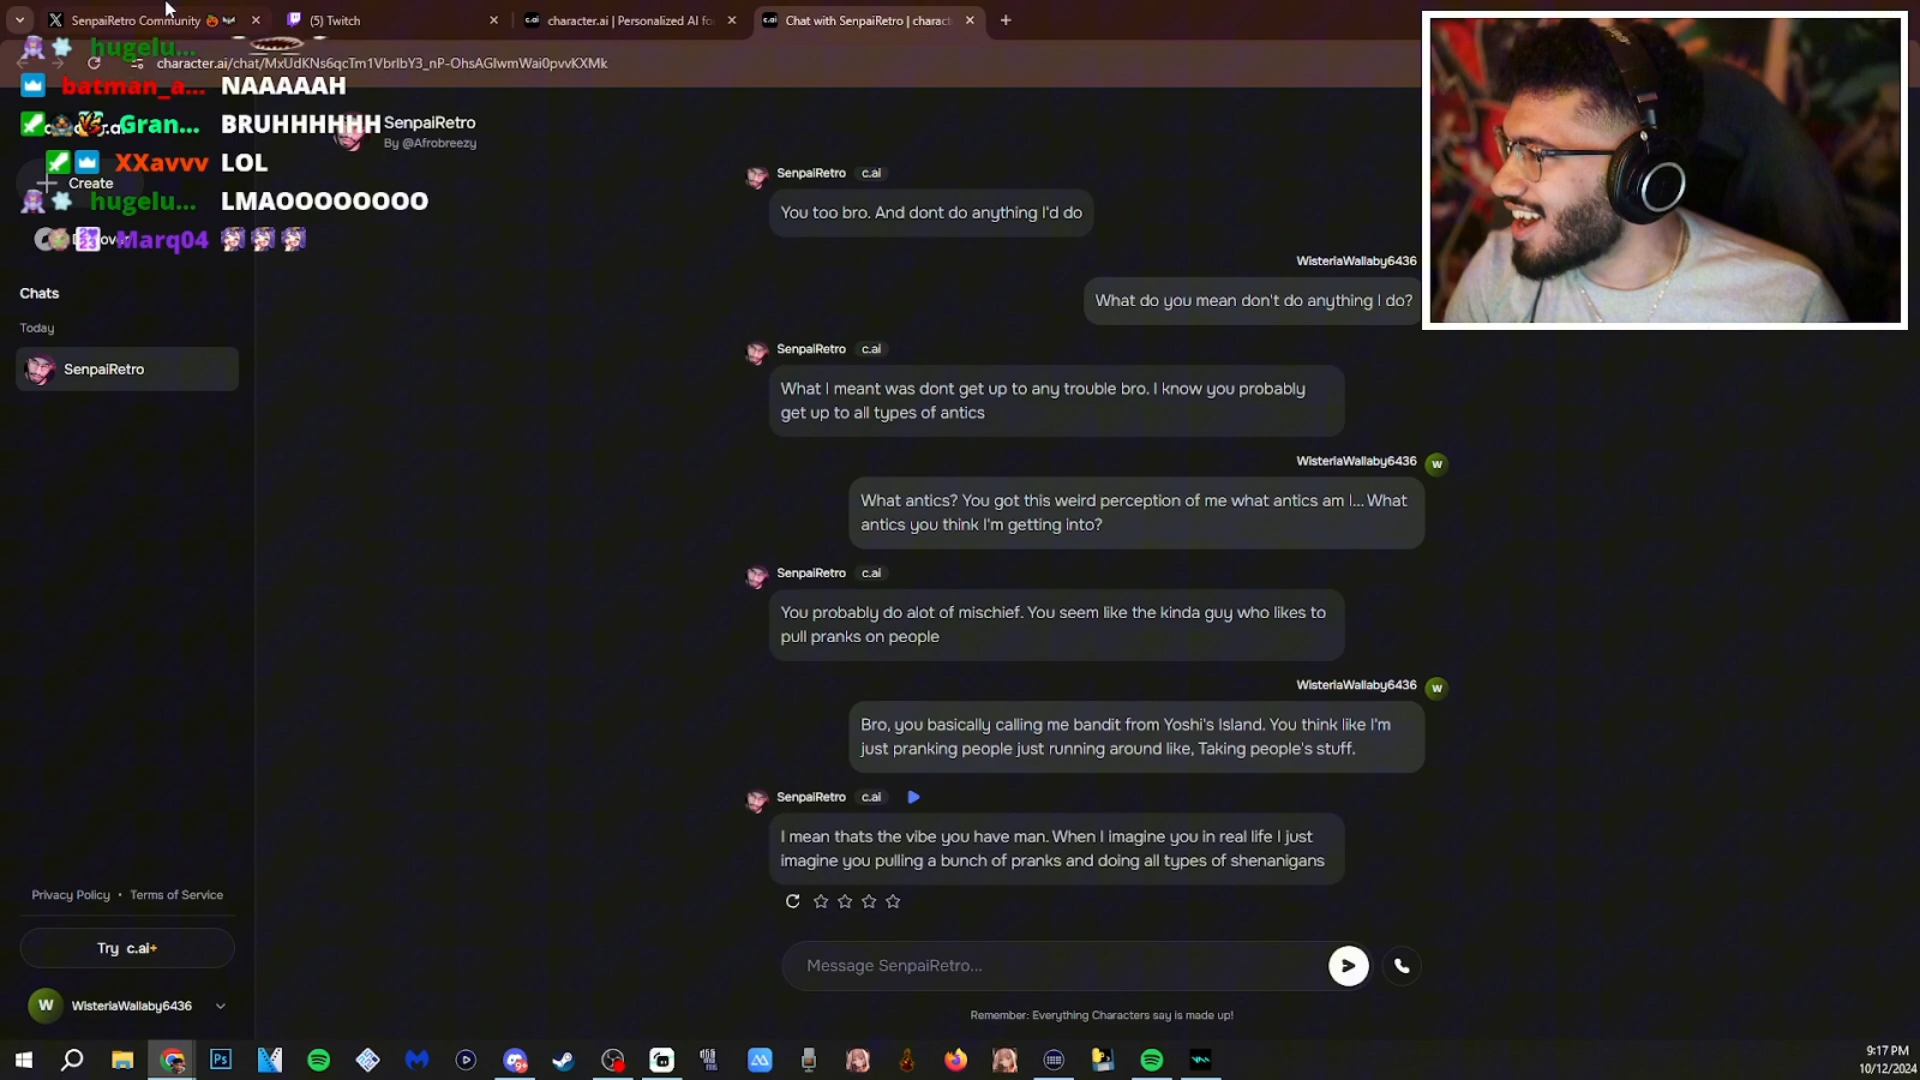 SenpaiRetro Community
(5) Twitch
character.ai | Personalized AI fo
Chat with SenpaiRetro | charact
character.ai/chat/MxUdKNs6qcTm1VbrIbY3_nP-OhsAGIwmWai0pvvKXMk
hugelu...
batman_a... NAAAAAH
Gran... BRUHHHHHH
XXavvv LOL
hugelu... LMAOOOOOOOO
Marq04
SenpaiRetro
By @Afrobreezy
Create
Chats
Today
SenpaiRetro
Privacy Policy • Terms of Service
Try c.ai+
W WisteriaWallaby6436
SenpaiRetro c.ai
You too bro. And dont do anything I'd do
WisteriaWallaby6436
What do you mean don't do anything I do?
SenpaiRetro c.ai
What I meant was dont get up to any trouble bro. I know you probably
get up to all types of antics
WisteriaWallaby6436 W
What antics? You got this weird perception of me what antics am I... What
antics you think I'm getting into?
SenpaiRetro c.ai
You probably do alot of mischief. You seem like the kinda guy who likes to
pull pranks on people
WisteriaWallaby6436 W
Bro, you basically calling me bandit from Yoshi's Island. You think like I'm
just pranking people just running around like, Taking people's stuff.
SenpaiRetro c.ai
I mean thats the vibe you have man. When I imagine you in real life I just
imagine you pulling a bunch of pranks and doing all types of shenanigans
Message SenpaiRetro...
Remember: Everything Characters say is made up!
Ps
9:17 PM
10/12/2024